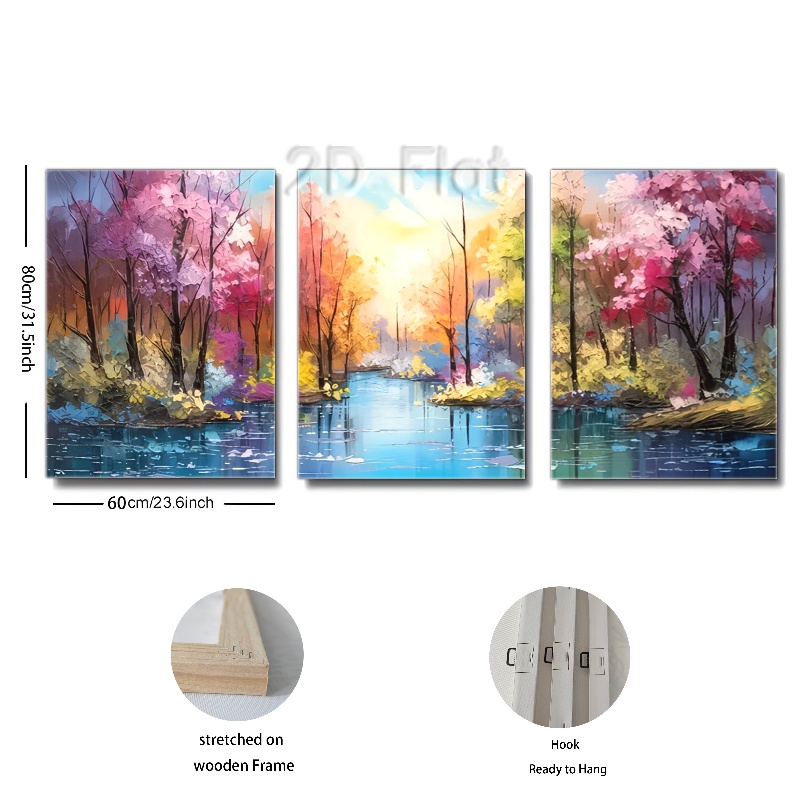 2D Flat
80cm/31.5inch
60cm/23.6inch
stretched on
wooden Frame
Hook
Ready to Hang